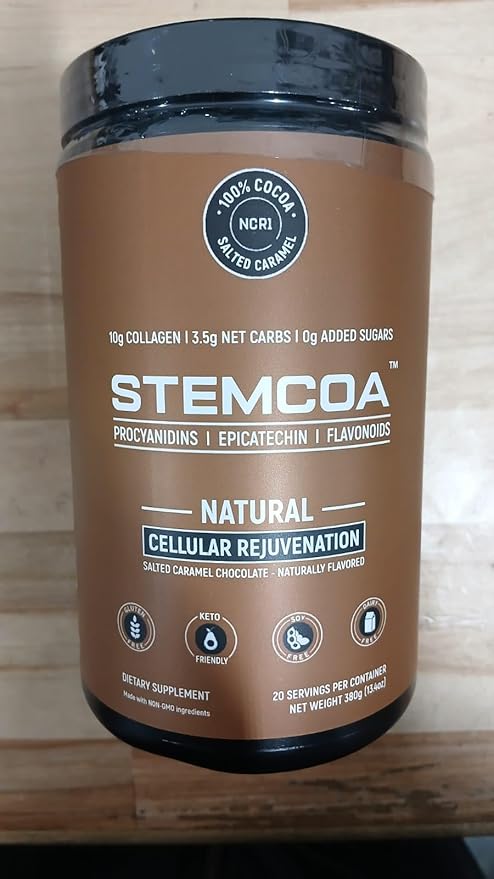 100% COCOA
NCR1
SALTED CARAMEL
10g COLLAGEN | 3.5g NET CARBS | 0g ADDED SUGARS
STEMCOA™
PROCYANIDINS | EPICATECHIN | FLAVONOIDS
NATURAL
CELLULAR REJUVENATION
SALTED CARAMEL CHOCOLATE - NATURALLY FLAVORED
GLUTEN FREE
KETO FRIENDLY
SOY FREE
DAIRY FREE
DIETARY SUPPLEMENT
Made with NON-GMO ingredients
20 SERVINGS PER CONTAINER
NET WEIGHT 380g (13.4oz)